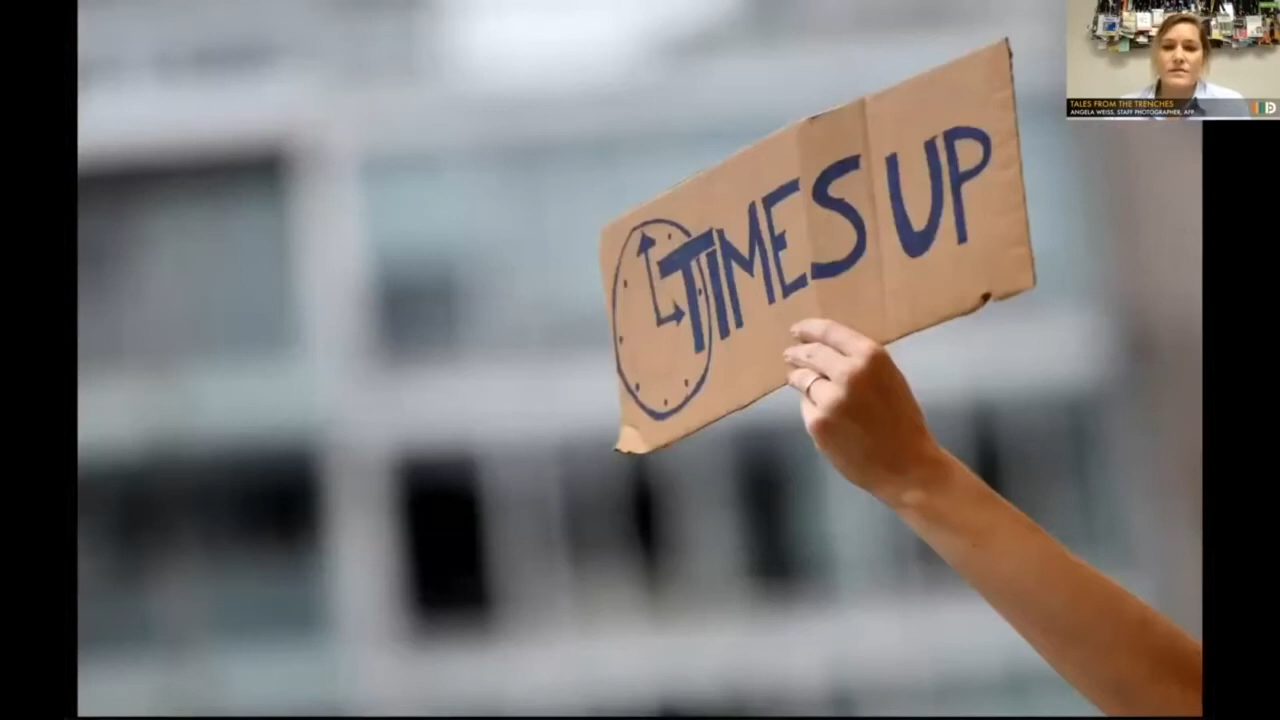 TIMES UP
TALES FROM THE TRENCHES
ANGELA WEISS, STAFF PHOTOGRAPHER, AFP